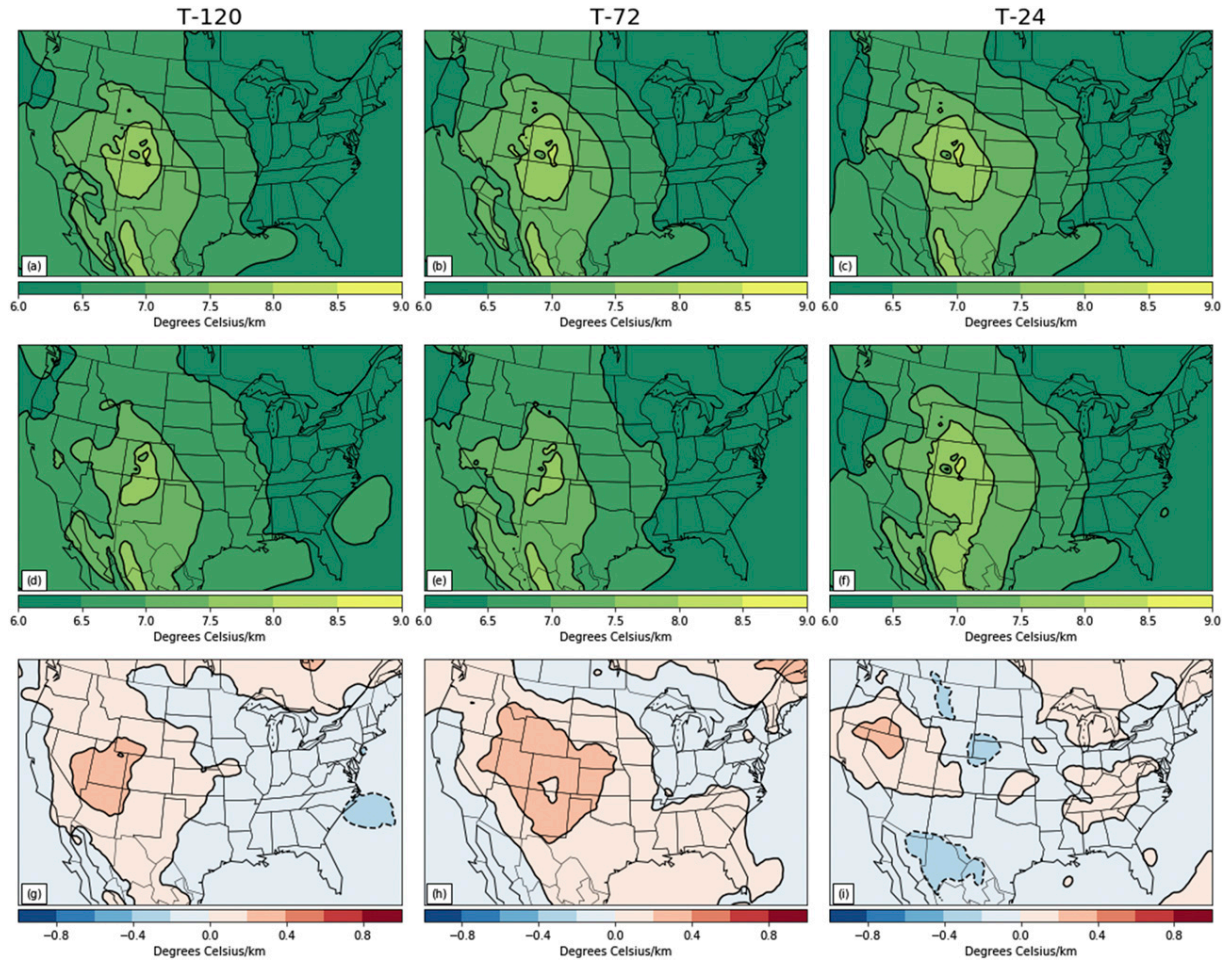 T-120 T-72 T-24
(a) (b) (c)
6.0 6.5 7.0 7.5 8.0 8.5 9.0 6.0 6.5 7.0 7.5 8.0 8.5 9.0 6.0 6.5 7.0 7.5 8.0 8.5 9.0
Degrees Celsius/km Degrees Celsius/km Degrees Celsius/km
(d) (e) (f)
6.0 6.5 7.0 7.5 8.0 8.5 9.0 6.0 6.5 7.0 7.5 8.0 8.5 9.0 6.0 6.5 7.0 7.5 8.0 8.5 9.0
Degrees Celsius/km Degrees Celsius/km Degrees Celsius/km
(g) (h) (i)
−0.8 −0.4 0.0 0.4 0.8 −0.8 −0.4 0.0 0.4 0.8 −0.8 −0.4 0.0 0.4 0.8
Degrees Celsius/km Degrees Celsius/km Degrees Celsius/km